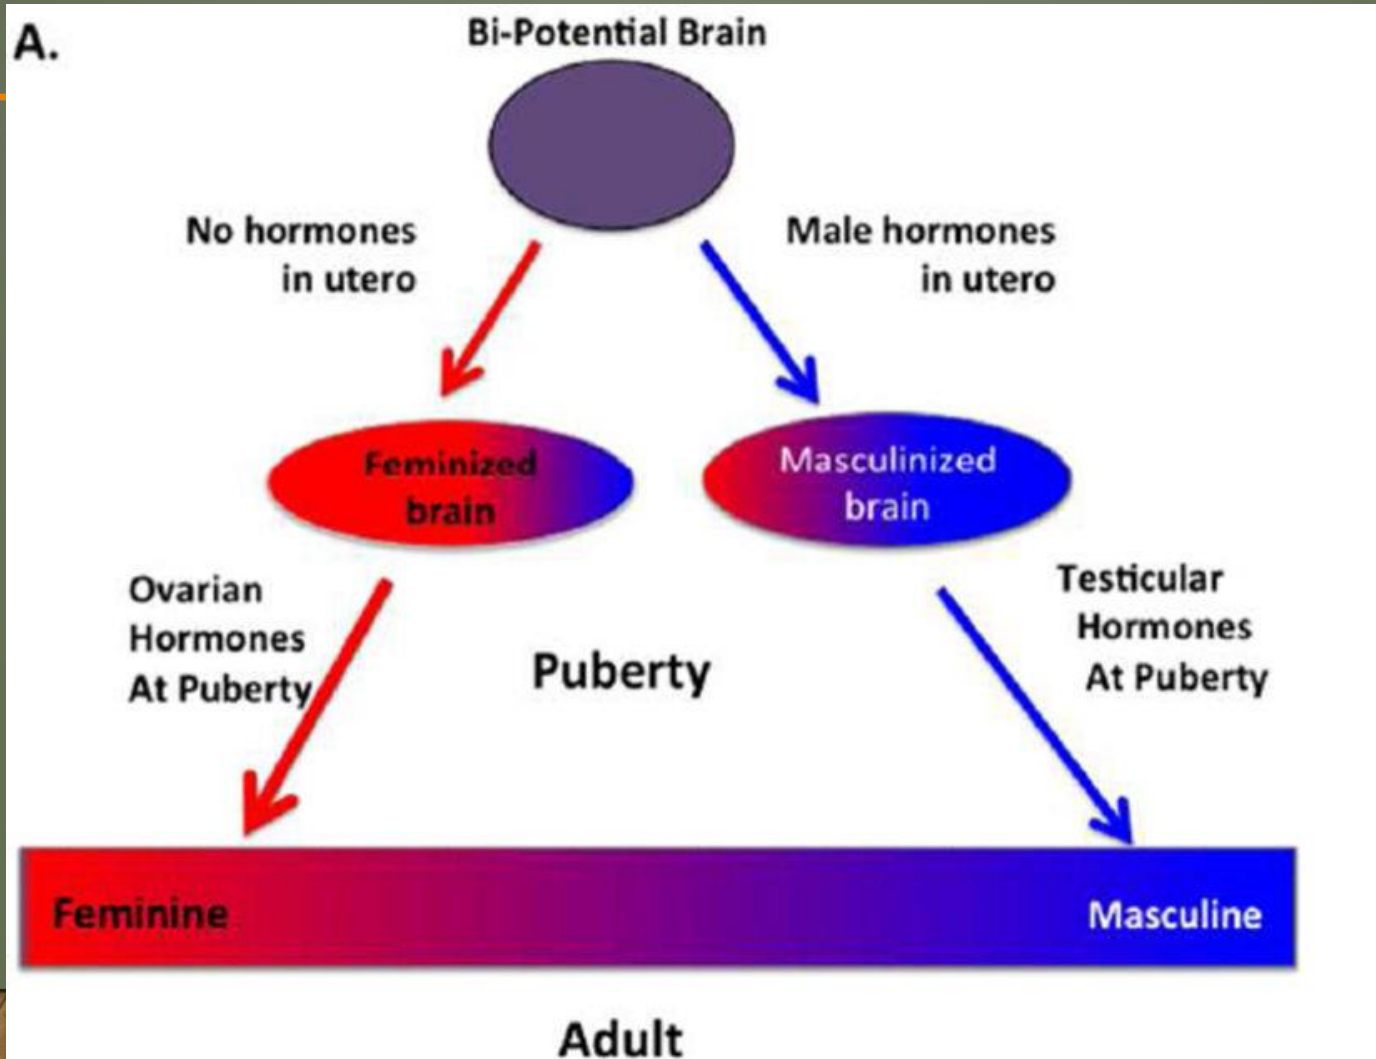 A.
Bi-Potential Brain
No hormones
in utero
Male hormones
in utero
Feminized
brain
Masculinized
brain
Ovarian
Hormones
At Puberty
Puberty
Testicular
Hormones
At Puberty
Feminine
Masculine
Adult